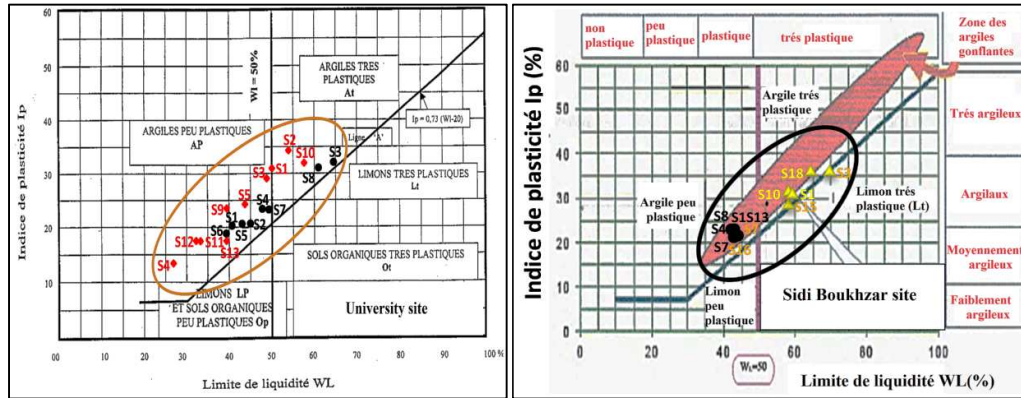 Indice de plasticité Ip
60
50
40
30
20
10
Wl = 50%
ARGILES TRES
PLASTIQUES
At
Ip = 0,73 (Wl-20)
ARGILES PEU PLASTIQUES
AP
Ligne "A"
S2
S10
S3
S1
S8
S3
LIMONS TRES PLASTIQUES
Lt
S5
S4
S9
S1
S7
S6
S2
S5
S12
S11
S13
SOLS ORGANIQUES TRES PLASTIQUES
Ot
S4
LIMONS LP
ET SOLS ORGANIQUES
PEU PLASTIQUES Op
University site
00 10 20 30 40 50 60 70 80 90 100 %
Limite de liquidité WL
Indice de plasticité Ip (%)
non
plastique
peu
plastique
plastique
trés plastique
Zone des
argiles
gonflantes
60
50
40
30
20
10
0
Argile trés
plastique
Trés argileux
S18
S3
Argilaux
S10
S1
S15
Limon trés
plastique (Lt)
Argile peu
plastique
S8
S1S13
S4
S7
S16
Moyennement
argileux
Limon
peu
plastique
Sidi Boukhzar site
Faiblement
argileux
0 20 40 60 80 100
WL=50
Limite de liquidité WL(%)